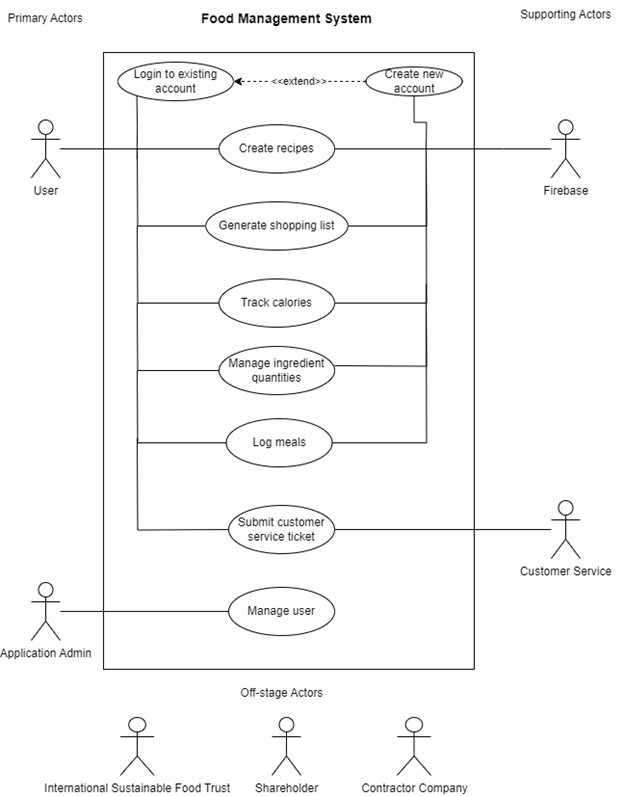 Primary Actors
Food Management System
Supporting Actors
Login to existing
account
<<extend>>
Create new
account
User
Create recipes
Firebase
Generate shopping list
Track calories
Manage ingredient
quantities
Log meals
Submit customer
service ticket
Customer Service
Application Admin
Manage user
Off-stage Actors
International Sustainable Food Trust
Shareholder
Contractor Company